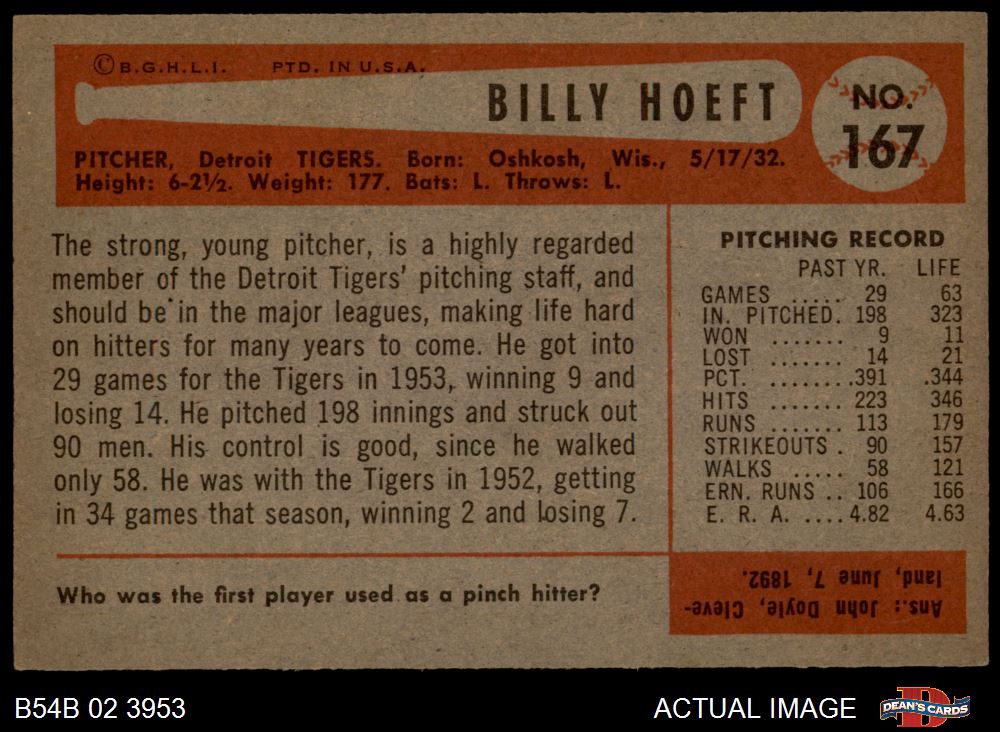 ©B.G.H.L.I. PTD. IN U.S.A.
BILLY HOEFT
NO.
167
PITCHER, Detroit TIGERS. Born: Oshkosh, Wis., 5/17/32.
Height: 6-2½. Weight: 177. Bats: L. Throws: L.
The strong, young pitcher, is a highly regarded
member of the Detroit Tigers' pitching staff, and
should be in the major leagues, making life hard
on hitters for many years to come. He got into
29 games for the Tigers in 1953, winning 9 and
losing 14. He pitched 198 innings and struck out
90 men. His control is good, since he walked
only 58. He was with the Tigers in 1952, getting
in 34 games that season, winning 2 and losing 7.
PITCHING RECORD
PAST YR. LIFE
GAMES ..... 29 63
IN. PITCHED. 198 323
WON ....... 9 11
LOST ....... 14 21
PCT. ........ .391 .344
HITS ....... 223 346
RUNS ...... 113 179
STRIKEOUTS . 90 157
WALKS ..... 58 121
ERN. RUNS .. 106 166
E. R. A. .... 4.82 4.63
Who was the first player used as a pinch hitter?
Ans.: John Doyle, Cleve-
land, June 7, 1892.
B54B 02 3953
ACTUAL IMAGE
D
DEAN'S CARDS